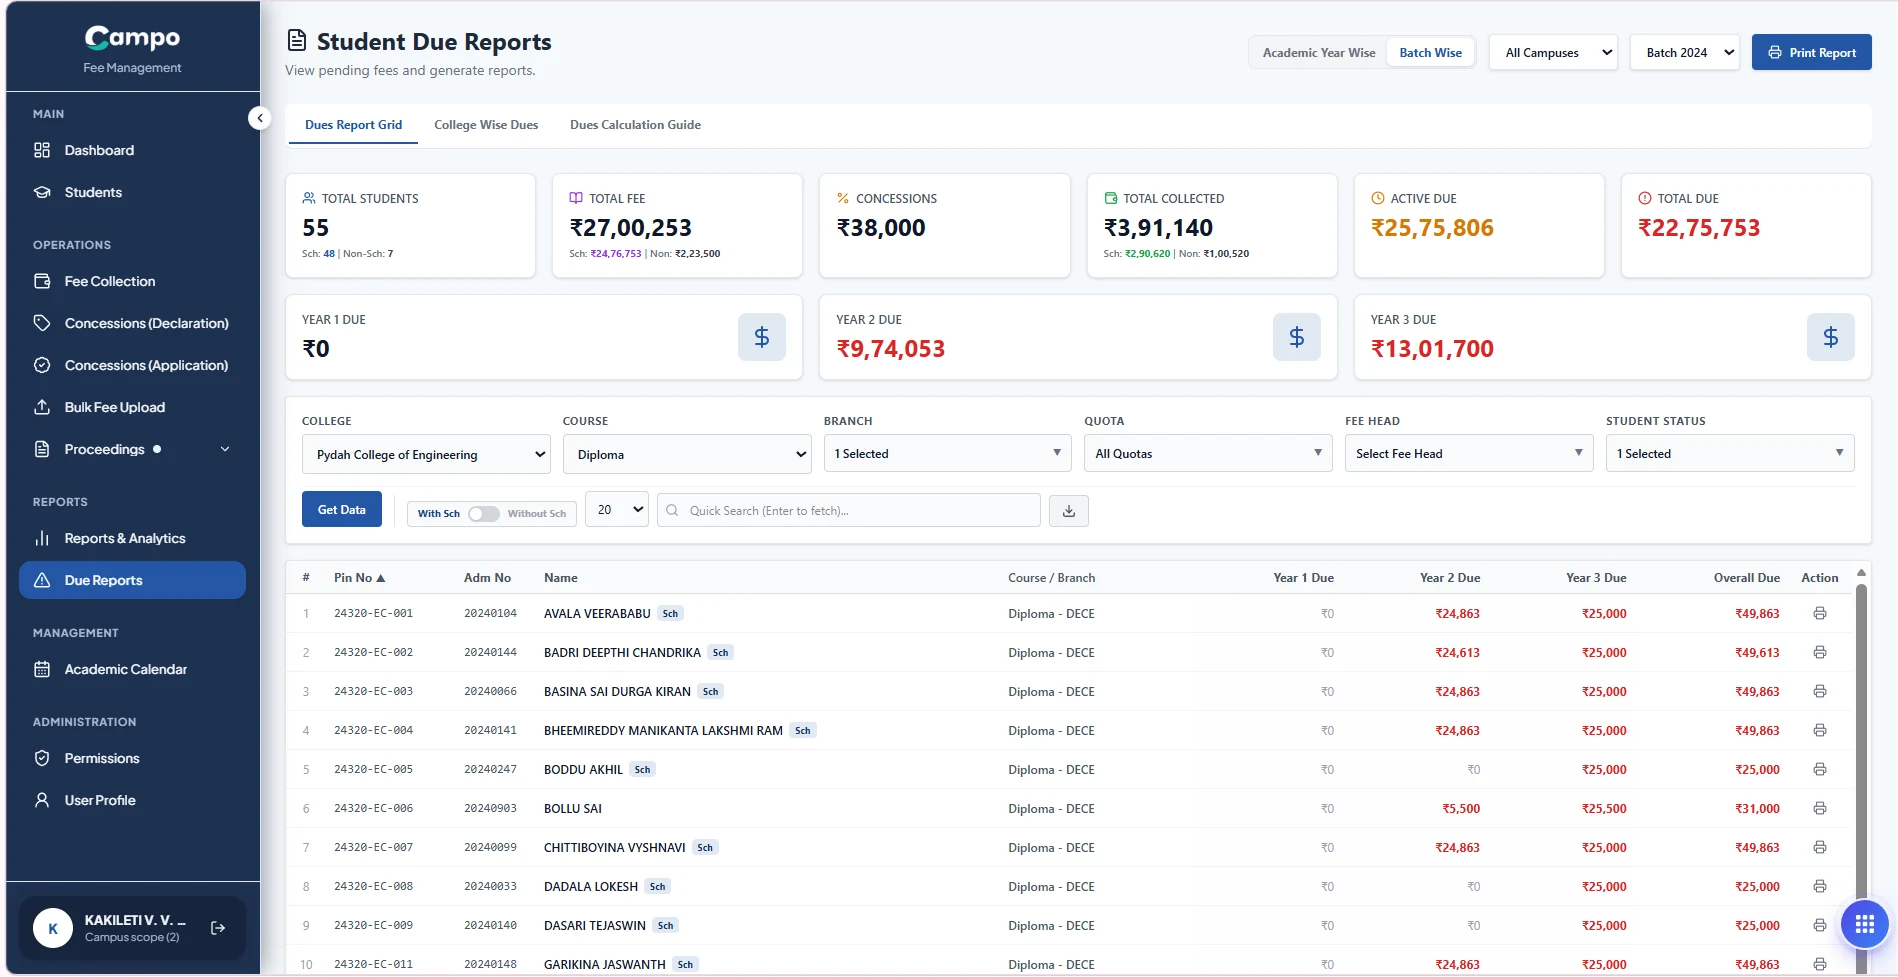 Campo
Fee Management
MAIN
Dashboard
Students
OPERATIONS
Fee Collection
Concessions (Declaration)
Concessions (Application)
Bulk Fee Upload
Proceedings
REPORTS
Reports & Analytics
Due Reports
MANAGEMENT
Academic Calendar
ADMINISTRATION
Permissions
User Profile
K
KAKILETI V. V. ...
Campus scope (2)
Student Due Reports
View pending fees and generate reports.
Academic Year Wise Batch Wise All Campuses Batch 2024 Print Report
Dues Report Grid College Wise Dues Dues Calculation Guide
TOTAL STUDENTS
55
Sch: 48 | Non-Sch: 7
TOTAL FEE
₹27,00,253
Sch: ₹24,76,753 | Non: ₹2,23,500
CONCESSIONS
₹38,000
TOTAL COLLECTED
₹3,91,140
Sch: ₹2,90,620 | Non: ₹1,00,520
ACTIVE DUE
₹25,75,806
TOTAL DUE
₹22,75,753
YEAR 1 DUE
₹0
$
YEAR 2 DUE
₹9,74,053
$
YEAR 3 DUE
₹13,01,700
$
COLLEGE
Pydah College of Engineering
COURSE
Diploma
BRANCH
1 Selected
QUOTA
All Quotas
FEE HEAD
Select Fee Head
STUDENT STATUS
1 Selected
Get Data With Sch Without Sch 20 Quick Search (Enter to fetch)...
# Pin No Adm No Name Course / Branch Year 1 Due Year 2 Due Year 3 Due Overall Due Action
1 24320-EC-001 20240104 AVALA VEERABABU Sch Diploma - DECE ₹0 ₹24,863 ₹25,000 ₹49,863
2 24320-EC-002 20240144 BADRI DEEPTHI CHANDRIKA Sch Diploma - DECE ₹0 ₹24,613 ₹25,000 ₹49,613
3 24320-EC-003 20240066 BASINA SAI DURGA KIRAN Sch Diploma - DECE ₹0 ₹24,863 ₹25,000 ₹49,863
4 24320-EC-004 20240141 BHEEMIREDDY MANIKANTA LAKSHMI RAM Sch Diploma - DECE ₹0 ₹24,863 ₹25,000 ₹49,863
5 24320-EC-005 20240247 BODDU AKHIL Sch Diploma - DECE ₹0 ₹0 ₹25,000 ₹25,000
6 24320-EC-006 20240903 BOLLU SAI Diploma - DECE ₹0 ₹5,500 ₹25,500 ₹31,000
7 24320-EC-007 20240099 CHITTIBOYINA VYSHNAVI Sch Diploma - DECE ₹0 ₹24,863 ₹25,000 ₹49,863
8 24320-EC-008 20240033 DADALA LOKESH Sch Diploma - DECE ₹0 ₹0 ₹25,000 ₹25,000
9 24320-EC-009 20240140 DASARI TEJASWIN Sch Diploma - DECE ₹0 ₹0 ₹25,000 ₹25,000
10 24320-EC-011 20240148 GARIKINA JASWANTH Sch Diploma - DECE ₹0 ₹24,863 ₹25,000 ₹49,863